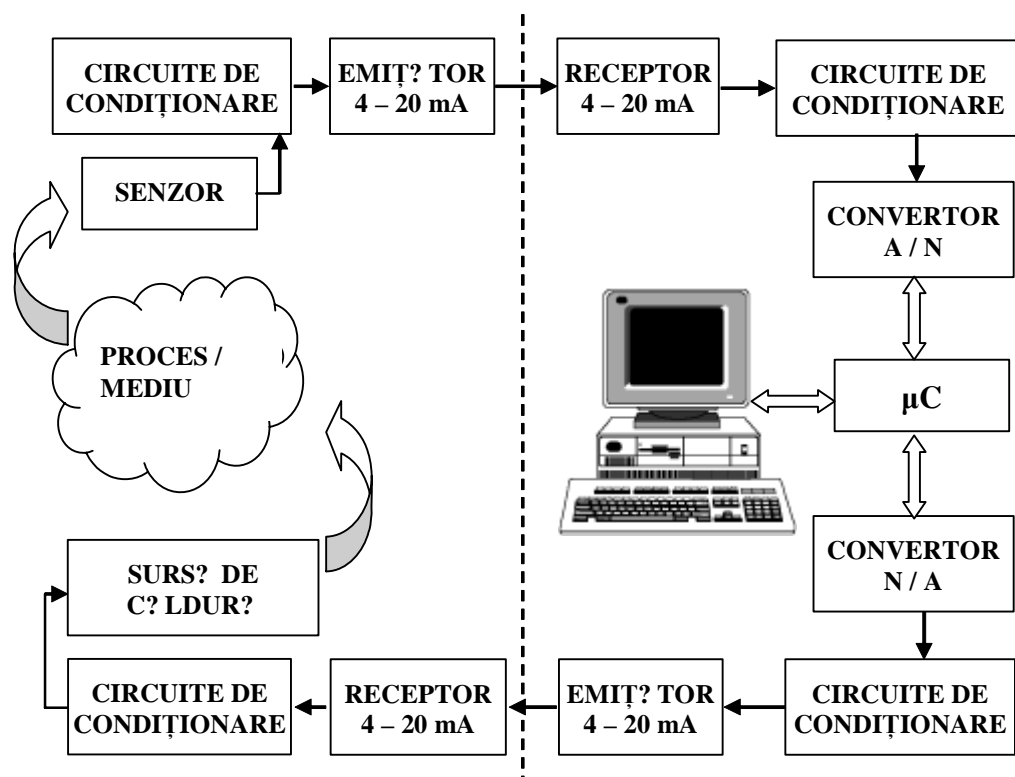 CIRCUITE DE
CONDIȚIONARE
EMIȚ? TOR
4 – 20 mA
RECEPTOR
4 – 20 mA
CIRCUITE DE
CONDIȚIONARE
SENZOR
CONVERTOR
A / N
PROCES /
MEDIU
µC
SURS? DE
C? LDUR?
CONVERTOR
N / A
CIRCUITE DE
CONDIȚIONARE
RECEPTOR
4 – 20 mA
EMIȚ? TOR
4 – 20 mA
CIRCUITE DE
CONDIȚIONARE